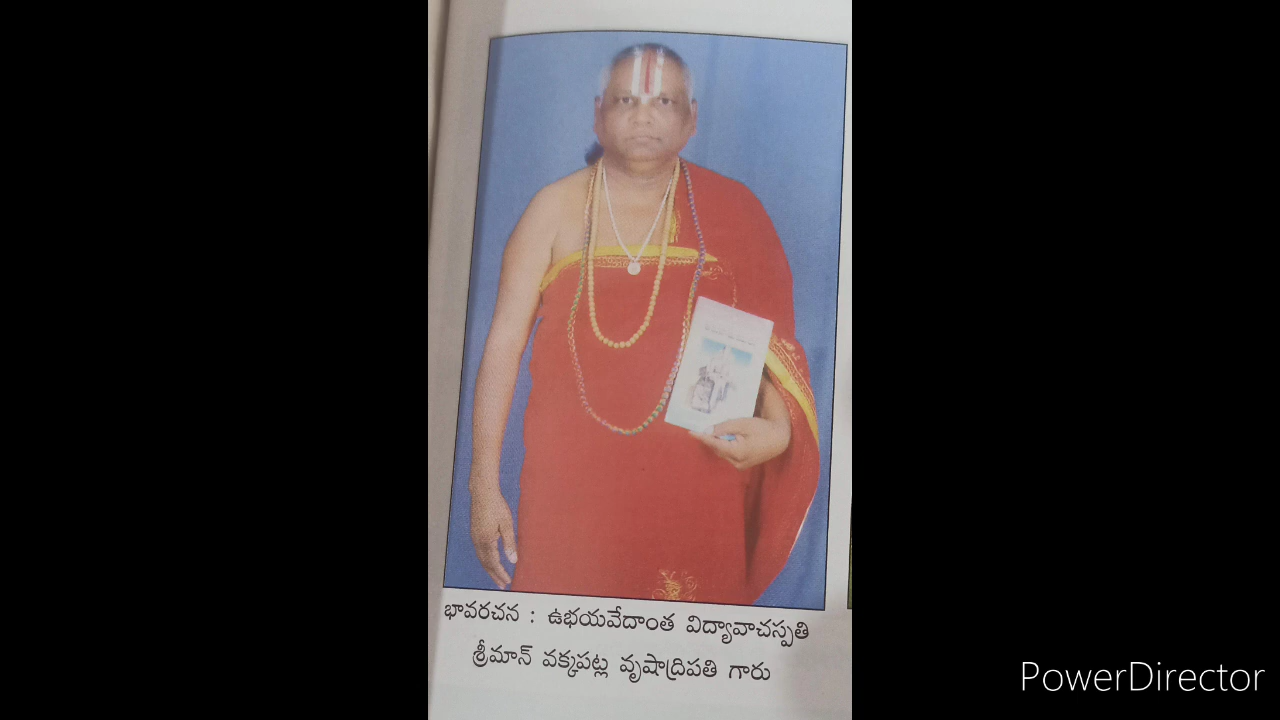 భావరచన : ఉభయవేదాంత విద్యావాచస్పతి
శ్రీమాన్ వక్కపట్ల వృషాద్రిపతి గారు
PowerDirector